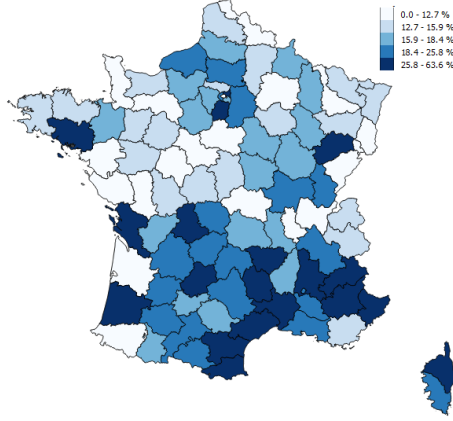 0.0 - 12.7 %
12.7 - 15.9 %
15.9 - 18.4 %
18.4 - 25.8 %
25.8 - 63.6 %